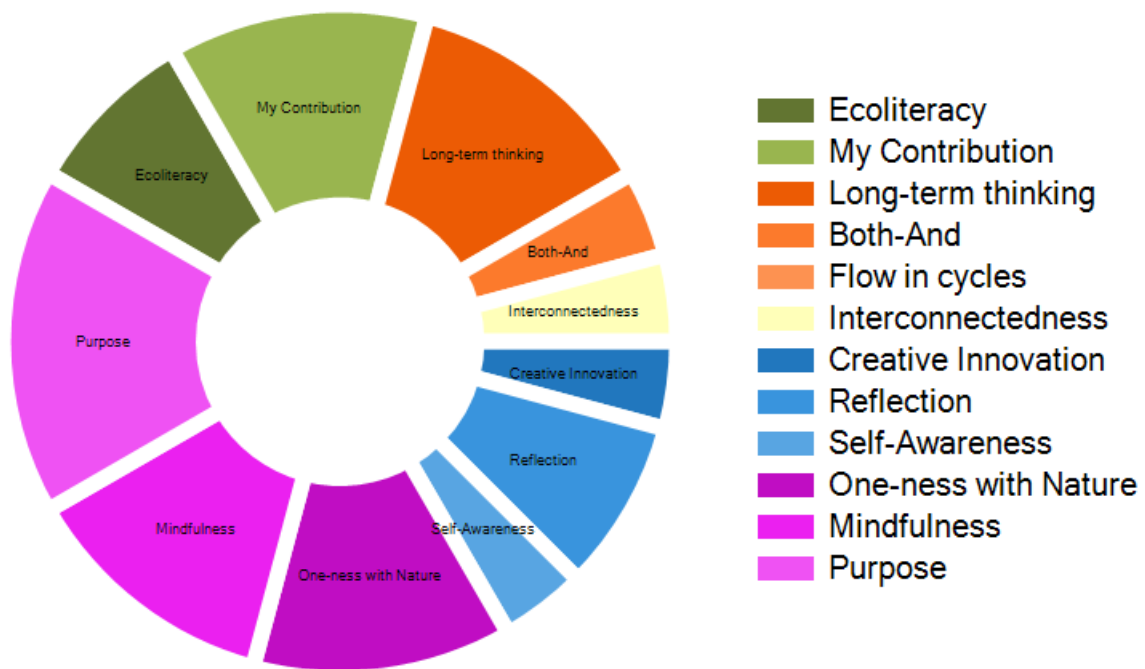 My Contribution
Long-term thinking
Ecoliteracy
Both-And
Interconnectedness
Purpose
Creative Innovation
Reflection
Mindfulness
Self-Awareness
One-ness with Nature
Ecoliteracy
My Contribution
Long-term thinking
Both-And
Flow in cycles
Interconnectedness
Creative Innovation
Reflection
Self-Awareness
One-ness with Nature
Mindfulness
Purpose